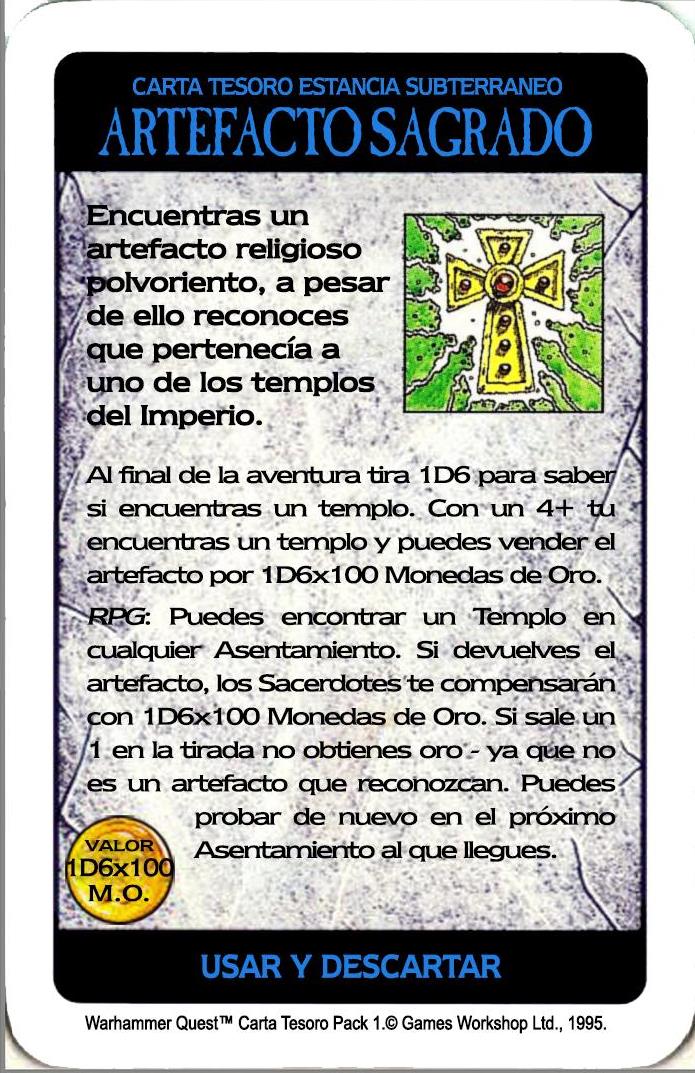 CARTA TESORO ESTANCIA SUBTERRANEO
ARTEFACTO SAGRADO
Encuentras un
artefacto religioso
polvoriento, a pesar
de ello reconoces
que pertenecía a
uno de los templos
del Imperio.
Al final de la aventura tira 1D6 para saber
si encuentras un templo. Con un 4+ tu
encuentras un templo y puedes vender el
artefacto por 1D6x100 Monedas de Oro.
RPG: Puedes encontrar un Templo en
cualquier Asentamiento. Si devuelves el
artefacto, los Sacerdotes te compensarán
con 1D6x100 Monedas de Oro. Si sale un
1 en la tirada no obtienes oro - ya que no
es un artefacto que reconozcan. Puedes
probar de nuevo en el próximo
Asentamiento al que llegues.
VALOR
1D6x100
M.O.
USAR Y DESCARTAR
Warhammer Quest™ Carta Tesoro Pack 1.© Games Workshop Ltd., 1995.